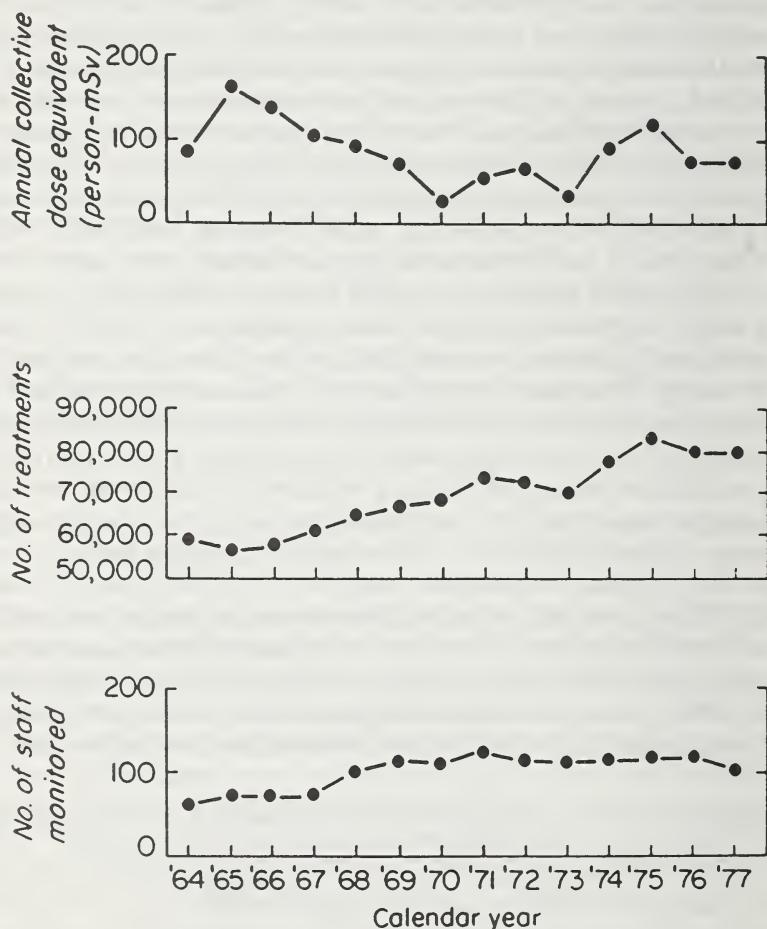 Annual collective
dose equivalent
(person-mSv)
200
100
0
No. of treatments
90,000
80,000
70,000
60,000
50,000
No. of staff
monitored
200
100
0
'64 '65 '66 '67 '68 '69 '70 '71 '72 '73 '74 '75 '76 '77
Calendar year